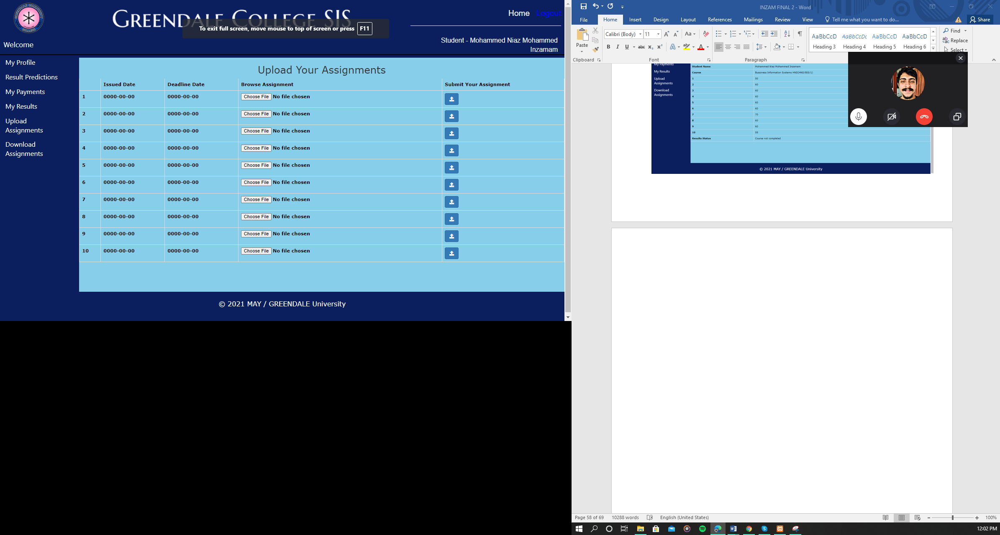 GREENDALE COLLEGE SIS
Home Logout
To exit full screen, move mouse to top of screen or press F11
Welcome
Student - Mohammed Niaz Mohammed
Inzamam
My Profile
Result Predictions
My Payments
My Results
Upload
Assignments
Download
Assignments
Upload Your Assignments
Issued Date Deadline Date Browse Assignment Submit Your Assignment
1 0000-00-00 0000-00-00 Choose File No file chosen
2 0000-00-00 0000-00-00 Choose File No file chosen
3 0000-00-00 0000-00-00 Choose File No file chosen
4 0000-00-00 0000-00-00 Choose File No file chosen
5 0000-00-00 0000-00-00 Choose File No file chosen
6 0000-00-00 0000-00-00 Choose File No file chosen
7 0000-00-00 0000-00-00 Choose File No file chosen
8 0000-00-00 0000-00-00 Choose File No file chosen
9 0000-00-00 0000-00-00 Choose File No file chosen
10 0000-00-00 0000-00-00 Choose File No file chosen
© 2021 MAY / GREENDALE University
INZAM FINAL 2 - Word
File Home Insert Design Layout References Mailings Review View Tell me what you want to do... Share
Paste
Calibri (Body) 11
AaBbCcD AaBbCcDc AaBbCcD AaBbCcD
Heading 3 Heading 4 Heading 5 Heading 6
Find
Replace
Select
Clipboard Font Paragraph
My Payments
My Results
Upload
Assignments
Download
Assignments
Student Name Mohammed Niaz Mohammed Inzamam
Course Bussiness Information Systems HND(HND/BIS/1)
1 50
2 60
3 60
4 60
5 60
6 60
7 70
8 60
9 60
10 55
Results Status Course not completed
© 2021 MAY / GREENDALE University
Page 58 of 69 10288 words English (United States) 100%
12:02 PM